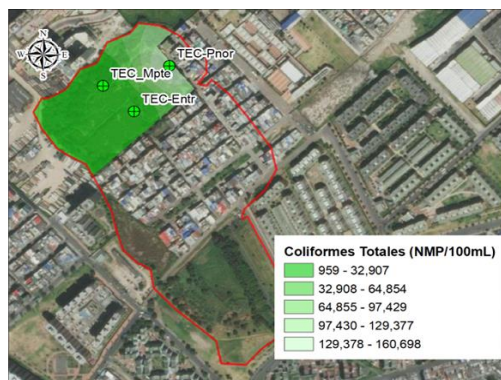 N
W E
S
TEC-Pnor
TEC_Mpte
TEC-Entr
Coliformes Totales (NMP/100mL)
959 - 32,907
32,908 - 64,854
64,855 - 97,429
97,430 - 129,377
129,378 - 160,698